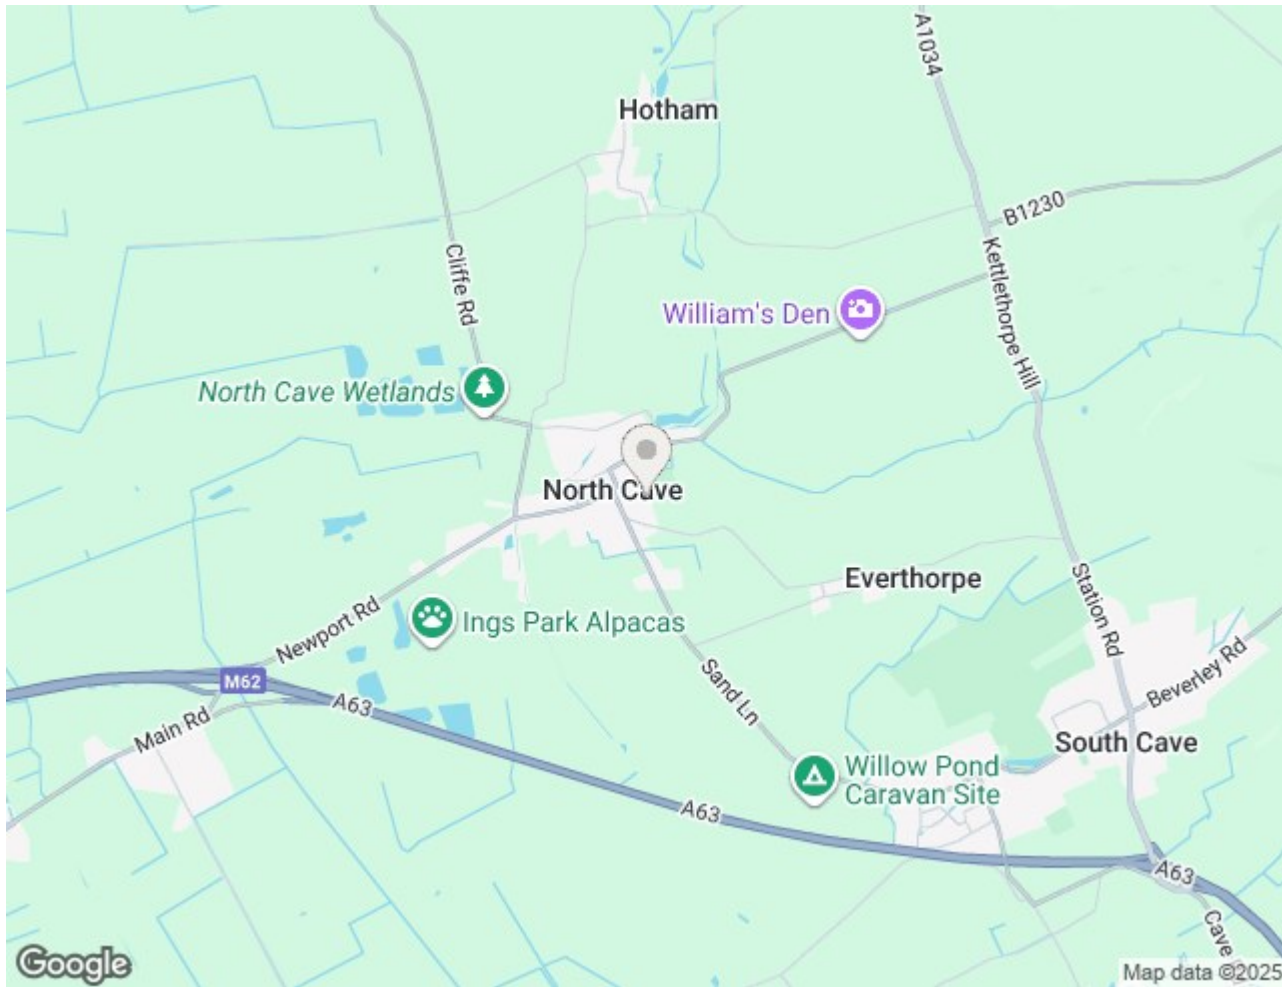 A1034
Hotham
B1230
Cliffe Rd
Kettlethorpe Hill
William's Den
North Cave Wetlands
North Cave
Everthorpe
Station Rd
Newport Rd
Ings Park Alpacas
Beverley Rd
M62
A63
Sand Ln
Main Rd
South Cave
Willow Pond
Caravan Site
A63
A63
Cave
Google
Map data ©2025